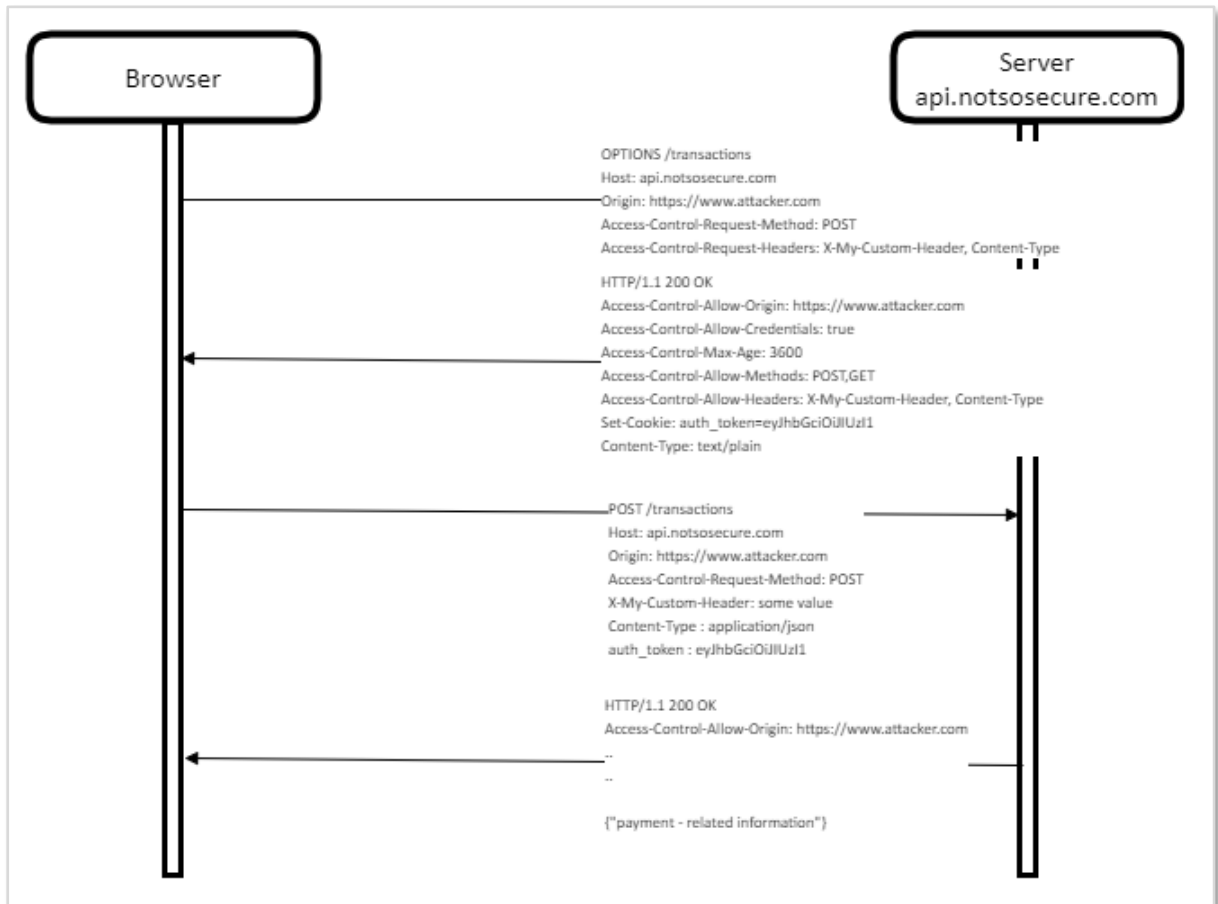 Browser
Server
api.notsosecure.com
OPTIONS /transactions
Host: api.notsosecure.com
Origin: https://www.attacker.com
Access-Control-Request-Method: POST
Access-Control-Request-Headers: X-My-Custom-Header, Content-Type
HTTP/1.1 200 OK
Access-Control-Allow-Origin: https://www.attacker.com
Access-Control-Allow-Credentials: true
Access-Control-Max-Age: 3600
Access-Control-Allow-Methods: POST,GET
Access-Control-Allow-Headers: X-My-Custom-Header, Content-Type
Set-Cookie: auth_token=eyJhbGciOiJIUzI1
Content-Type: text/plain
POST /transactions
Host: api.notsosecure.com
Origin: https://www.attacker.com
Access-Control-Request-Method: POST
X-My-Custom-Header: some value
Content-Type : application/json
auth_token : eyJhbGciOiJIUzI1
HTTP/1.1 200 OK
Access-Control-Allow-Origin: https://www.attacker.com
..
..
{"payment - related information"}